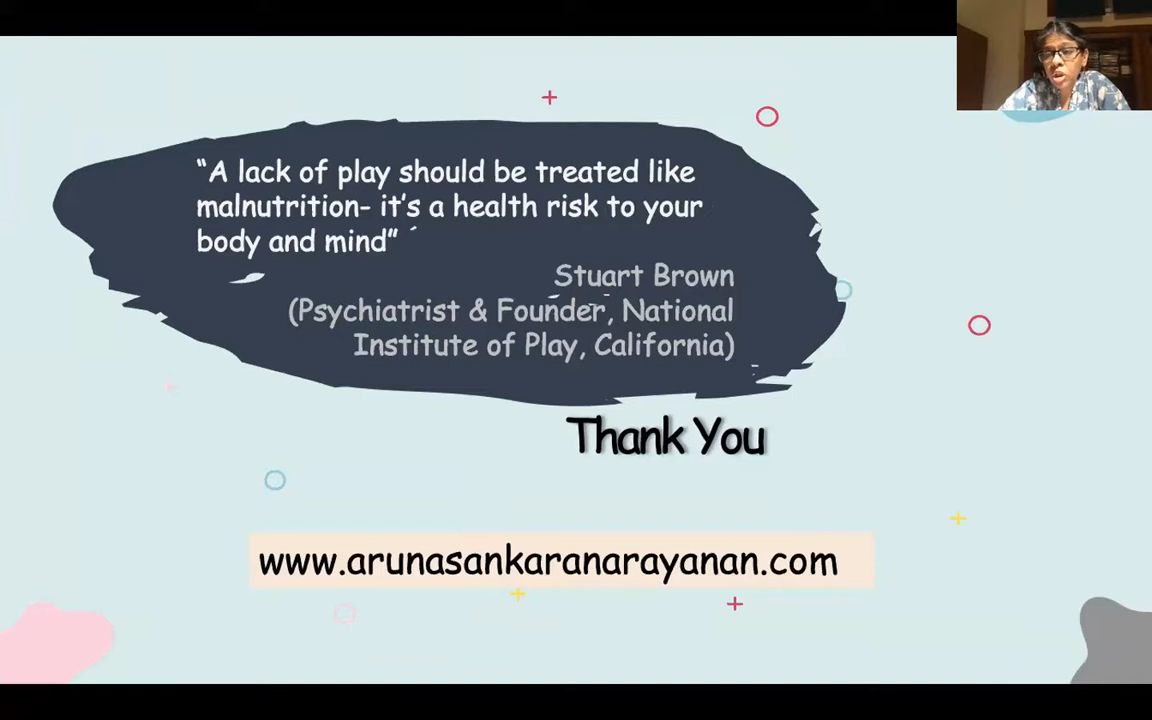 “A lack of play should be treated like
malnutrition- it’s a health risk to your
body and mind”
Stuart Brown
(Psychiatrist & Founder, National
Institute of Play, California)
Thank You
www.arunasankaranarayanan.com